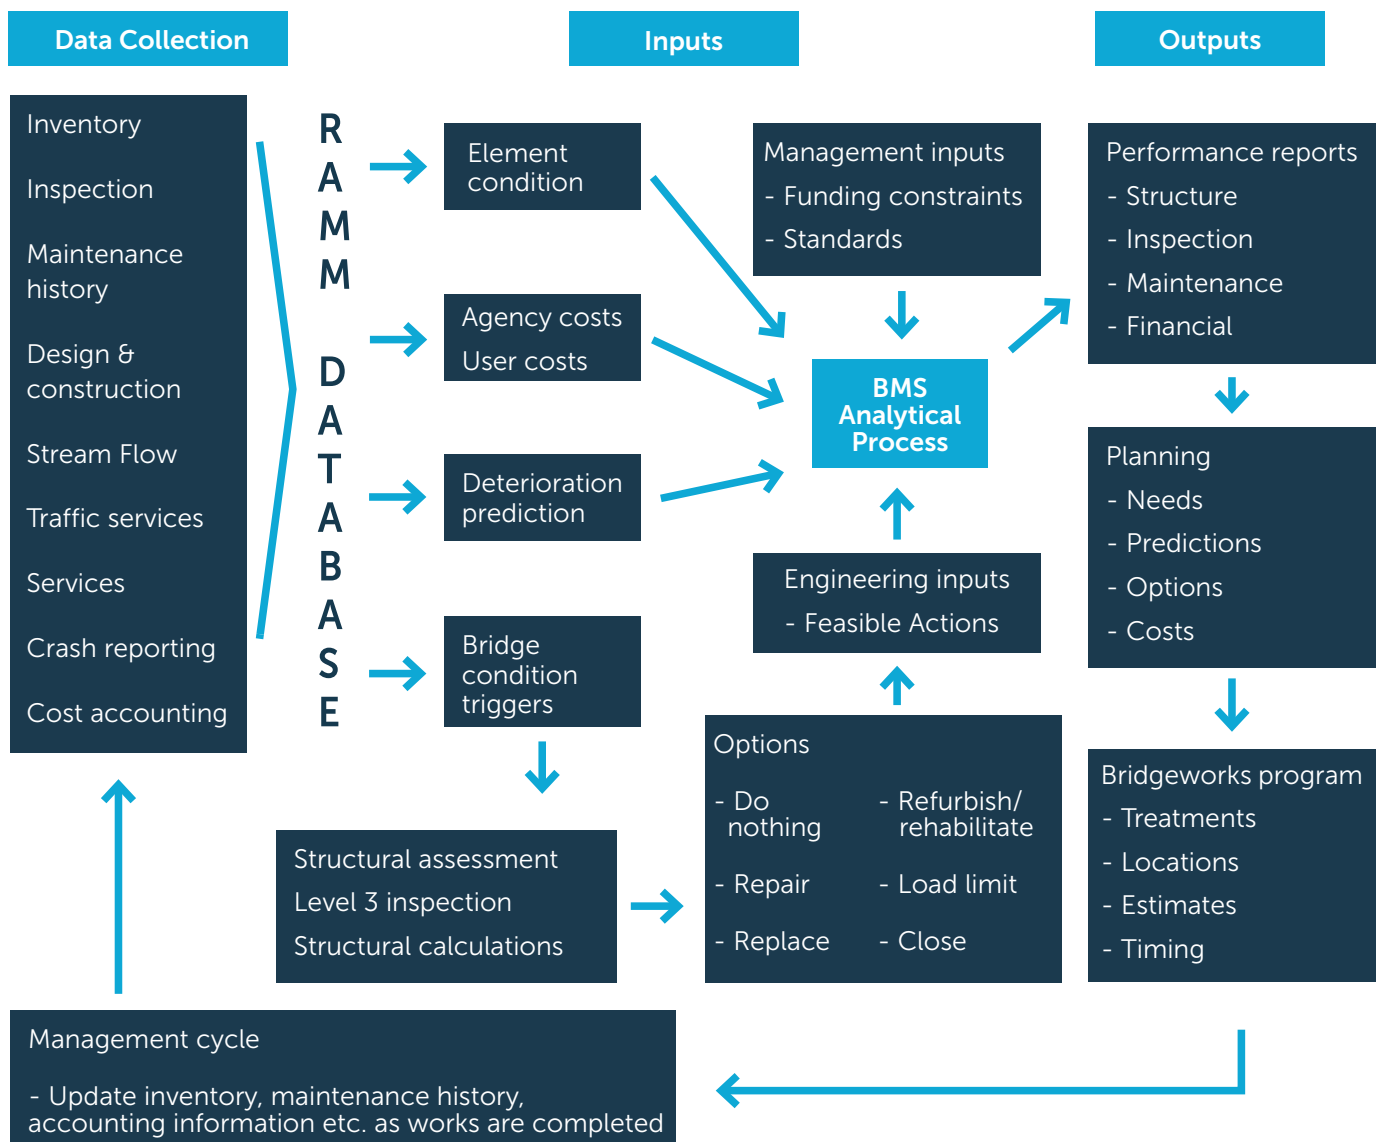 Data Collection
Inputs
Outputs
Inventory
Inspection
Maintenance
history
Design &
construction
Stream Flow
Traffic services
Services
Crash reporting
Cost accounting
R
A
M
M
D
A
T
A
B
A
S
E
Element
condition
Agency costs
User costs
Deterioration
prediction
Bridge
condition
triggers
Management inputs
- Funding constraints
- Standards
BMS
Analytical
Process
Engineering inputs
- Feasible Actions
Structural assessment
Level 3 inspection
Structural calculations
Options
- Do
nothing
- Repair
- Replace
- Refurbish/
rehabilitate
- Load limit
- Close
Performance reports
- Structure
- Inspection
- Maintenance
- Financial
Planning
- Needs
- Predictions
- Options
- Costs
Bridgeworks program
- Treatments
- Locations
- Estimates
- Timing
Management cycle
- Update inventory, maintenance history,
accounting information etc. as works are completed